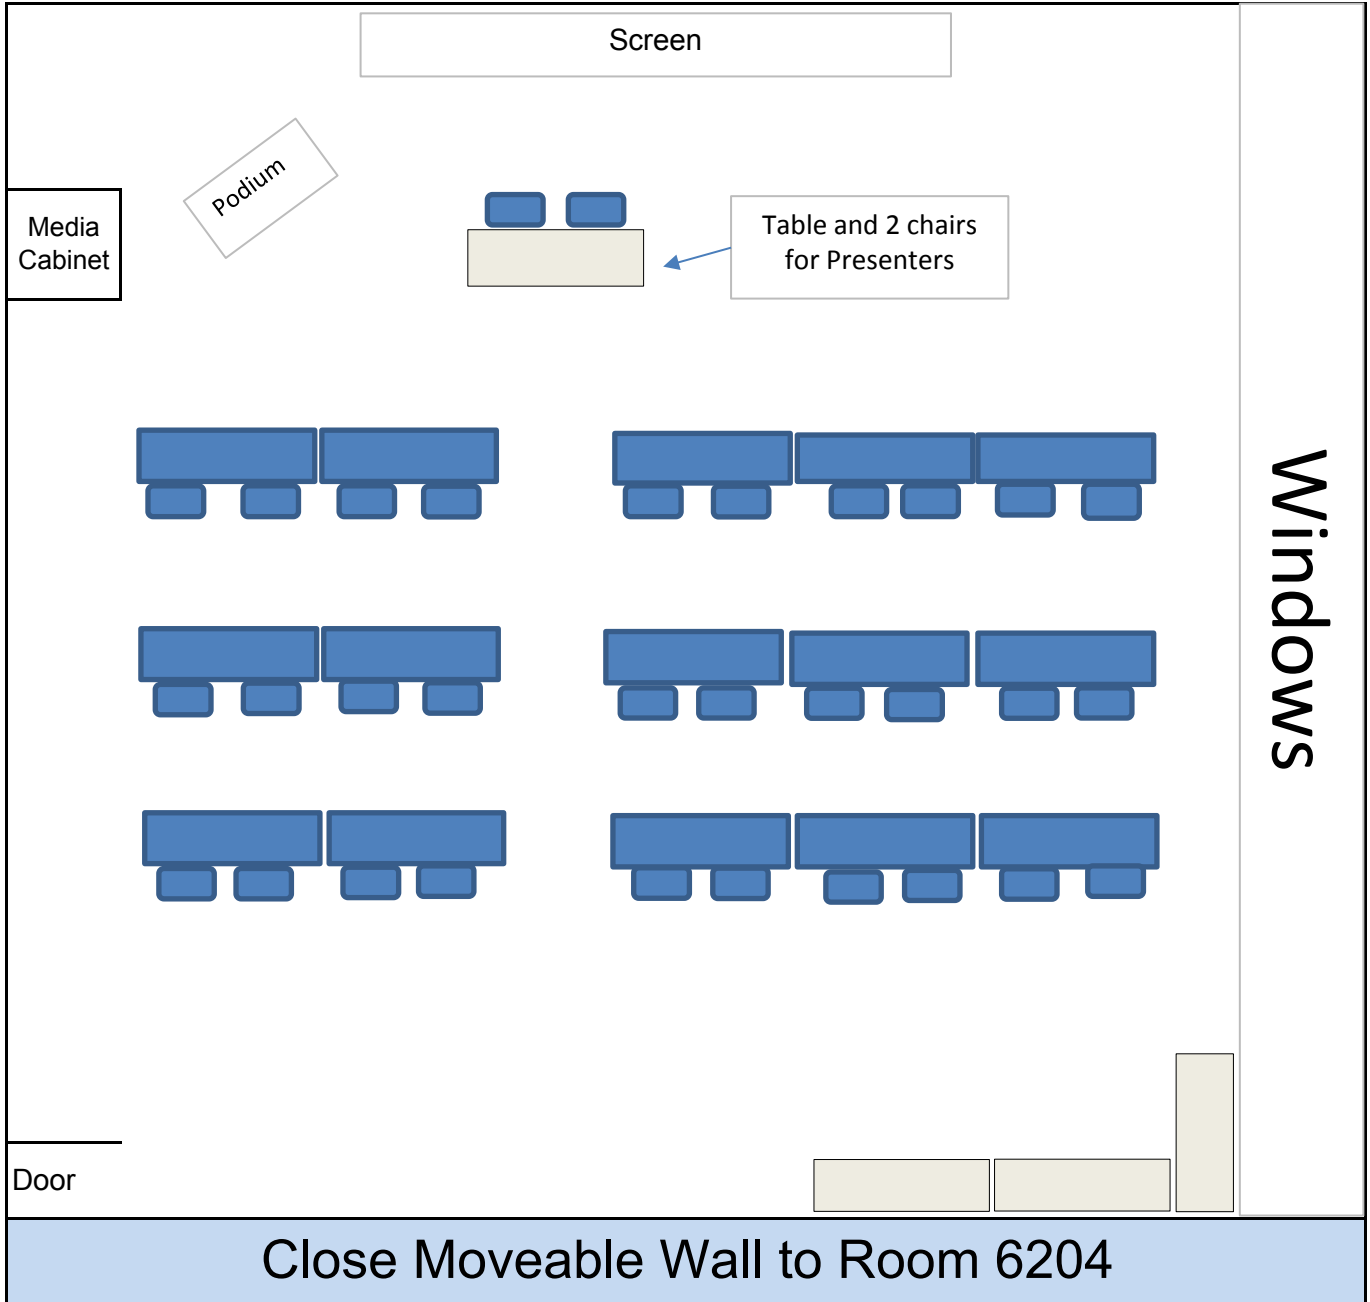 Screen
Podium
Media
Cabinet
Table and 2 chairs
for Presenters
Windows
Door
Close Moveable Wall to Room 6204